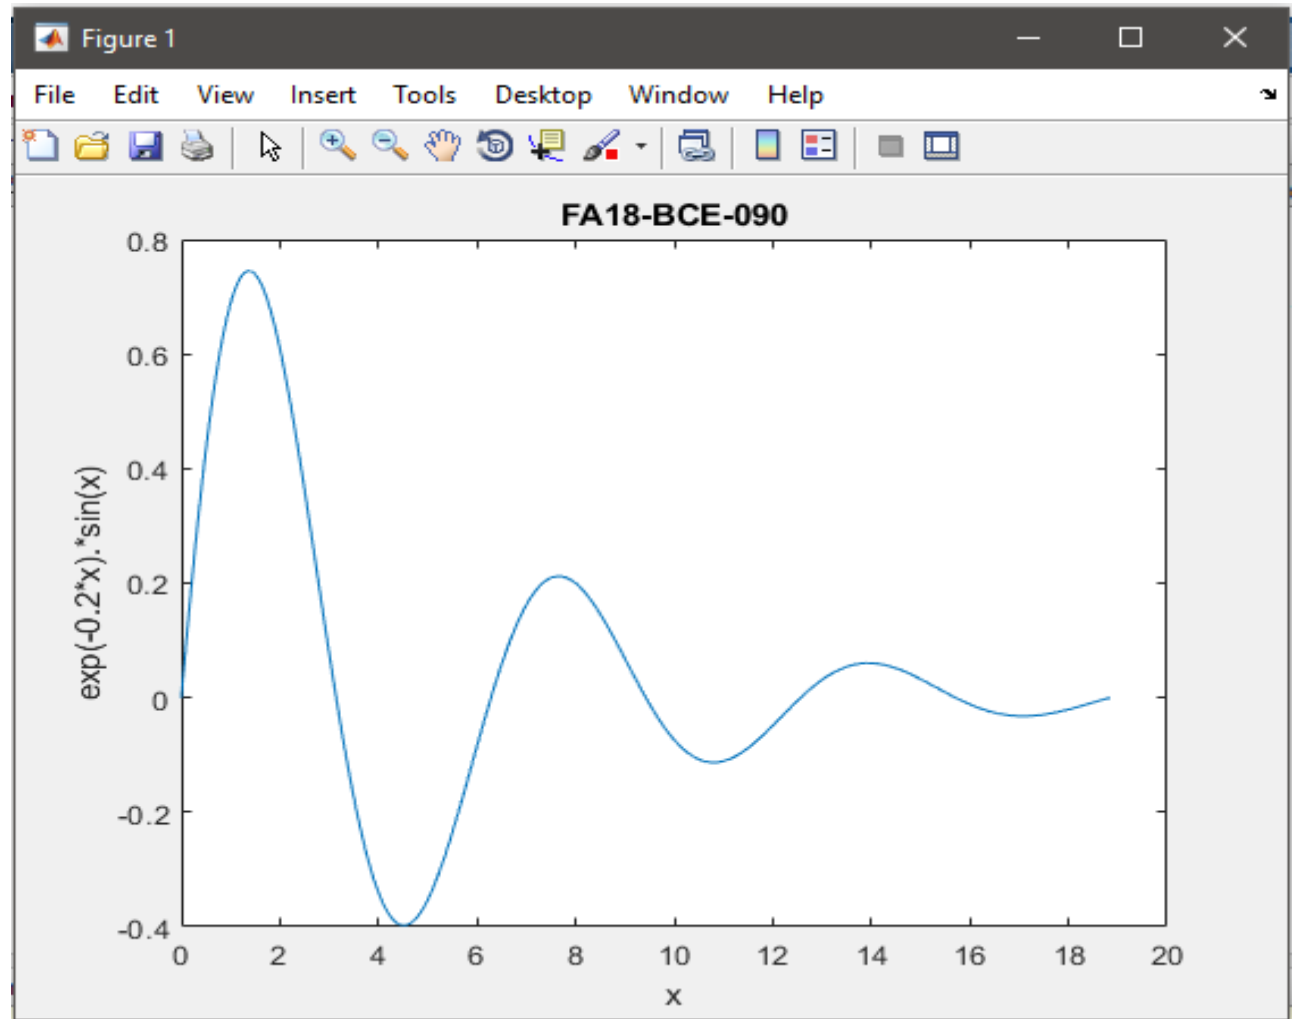 Figure 1
File Edit View Insert Tools Desktop Window Help
FA18-BCE-090
0.8
0.6
0.4
0.2
0
-0.2
-0.4
exp(-0.2*x).*sin(x)
0 2 4 6 8 10 12 14 16 18 20
x